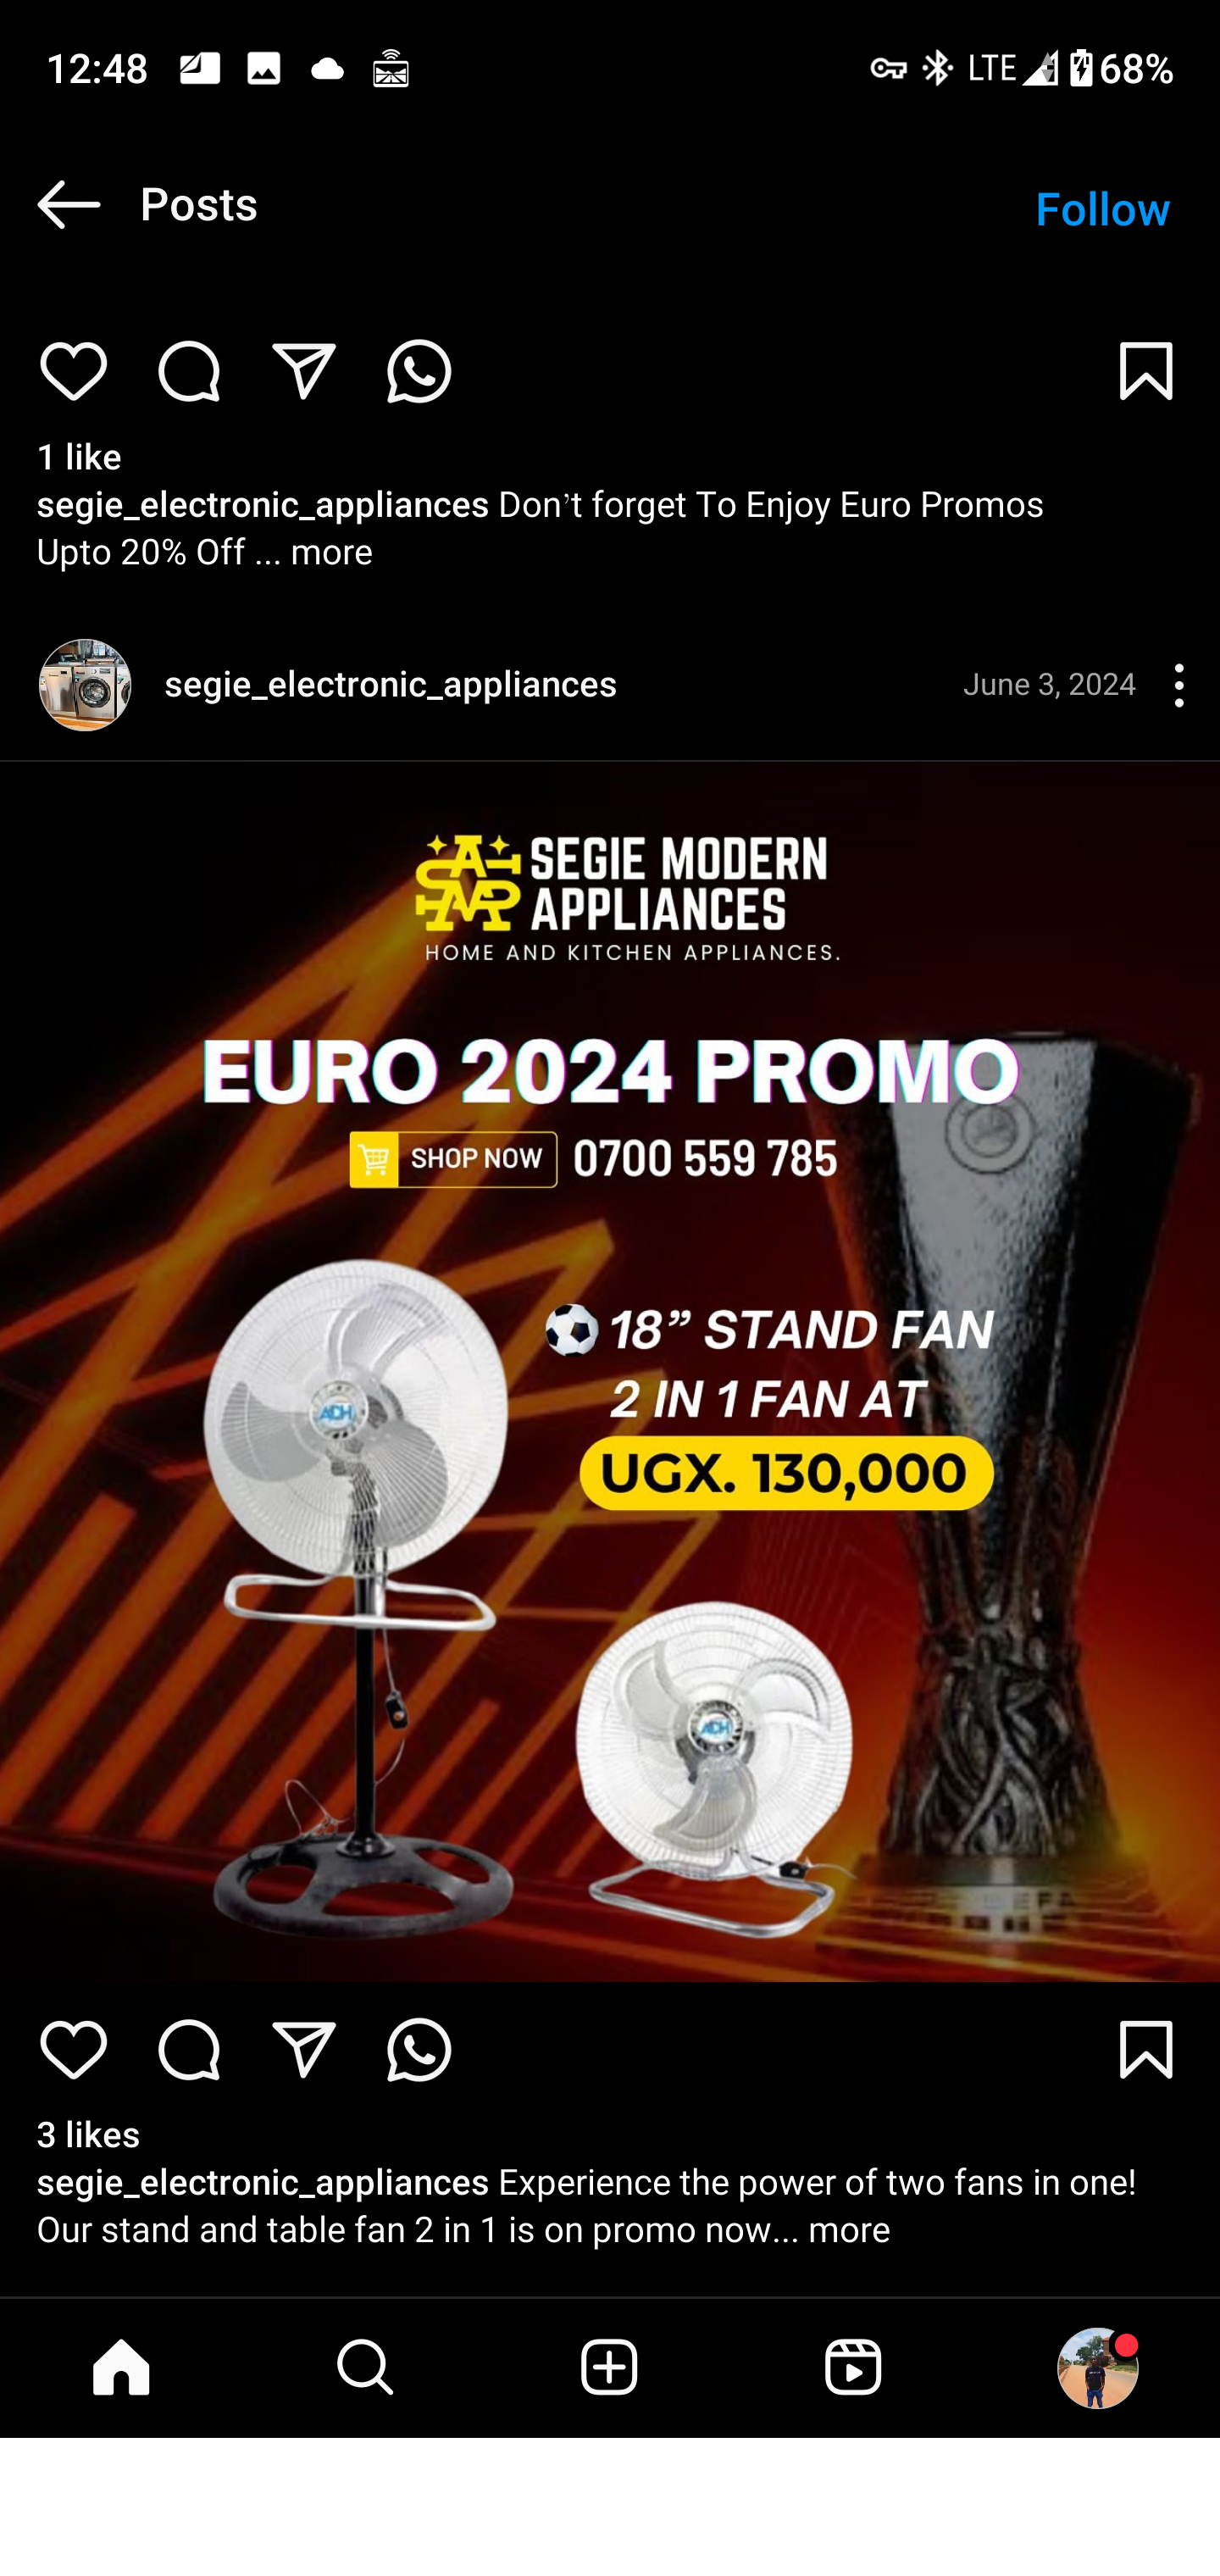 12:48
LTE 68%
Posts
Follow
1 like
segie_electronic_appliances Don't forget To Enjoy Euro Promos
Upto 20% Off ... more
segie_electronic_appliances
June 3, 2024
SEGIE MODERN
APPLIANCES
HOME AND KITCHEN APPLIANCES.
EURO 2024 PROMO
SHOP NOW 0700 559 785
18” STAND FAN
2 IN 1 FAN AT
UGX. 130,000
ADH
ADH
3 likes
segie_electronic_appliances Experience the power of two fans in one!
Our stand and table fan 2 in 1 is on promo now... more